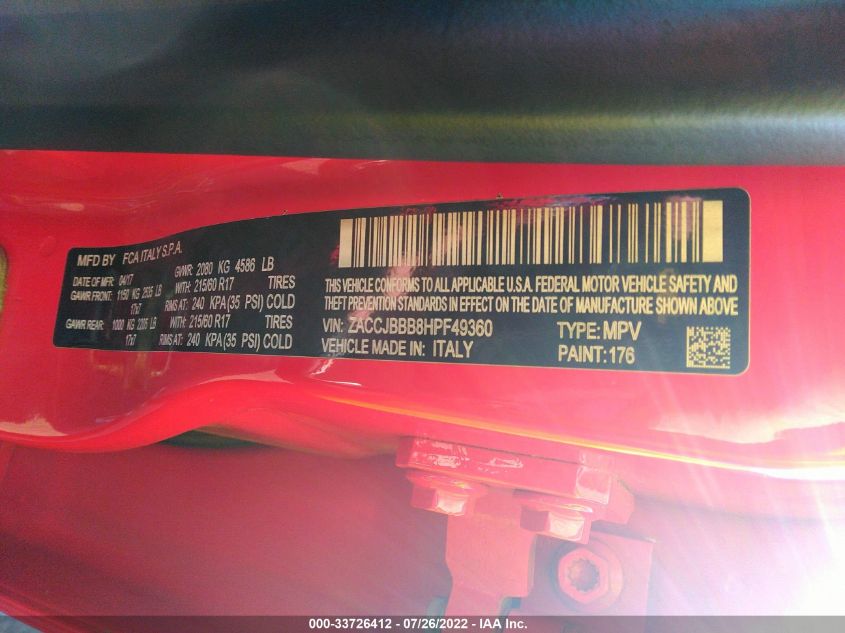 MFD BY FCA ITALY S.P.A.
DATE OF MFR: 04/17 GVWR: 2080 KG 4586 LB
GAWR FRONT: 1150 KG 2535 LB WITH: 215/60 R17 TIRES
17x7 RIMS AT: 240 KPA(35 PSI) COLD
GAWR REAR: 1000 KG 2205 LB WITH: 215/60 R17 TIRES
17x7 RIMS AT: 240 KPA(35 PSI) COLD
THIS VEHICLE CONFORMS TO ALL APPLICABLE U.S.A. FEDERAL MOTOR VEHICLE SAFETY AND
THEFT PREVENTION STANDARDS IN EFFECT ON THE DATE OF MANUFACTURE SHOWN ABOVE
VIN: ZACCJBBB8HPF49360 TYPE: MPV
VEHICLE MADE IN: ITALY PAINT: 176
000-33726412 - 07/26/2022 - IAA Inc.